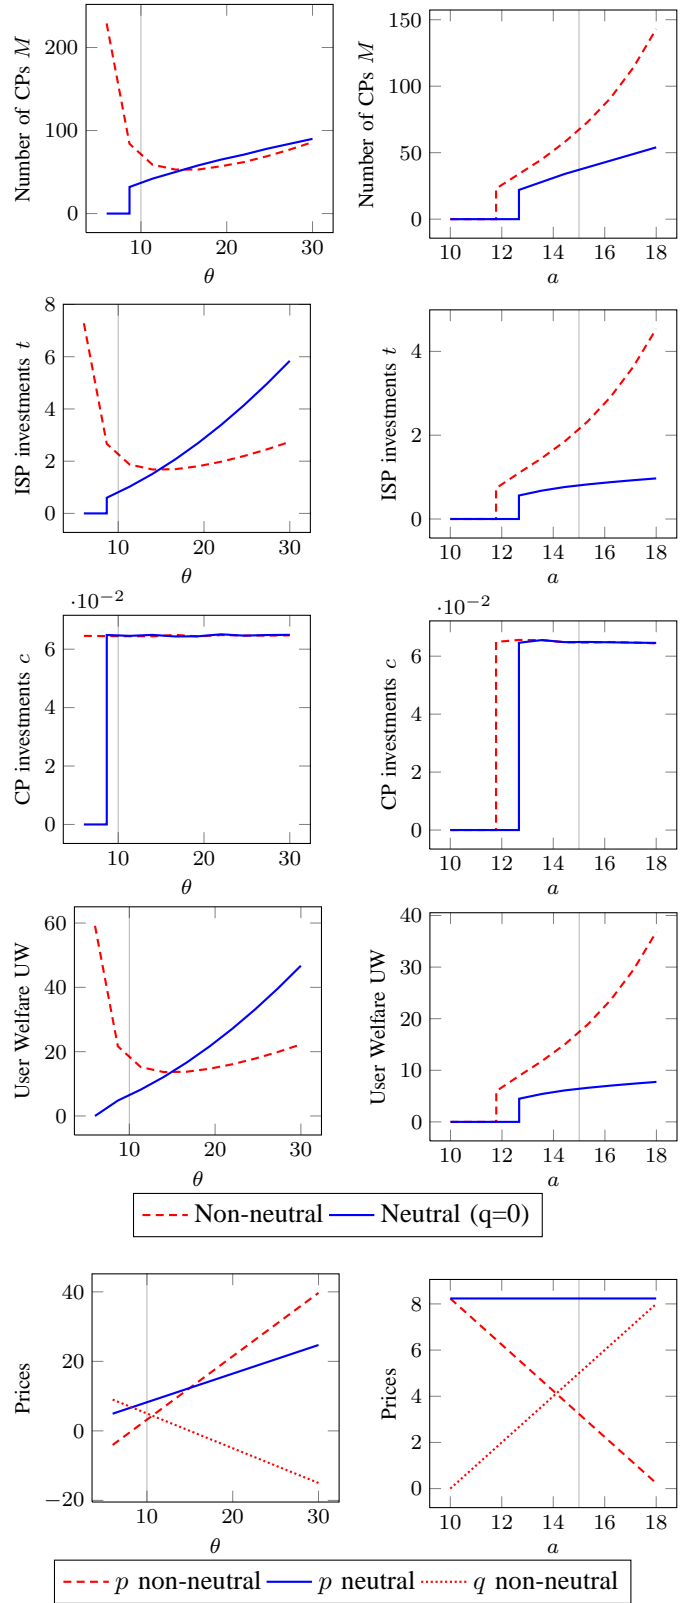 200
100
0
Number of CPs M
10 20 30
θ
150
100
50
0
Number of CPs M
10 12 14 16 18
a
8
6
4
2
0
ISP investments t
10 20 30
θ
4
2
0
ISP investments t
10 12 14 16 18
a
·10−2
6
4
2
0
CP investments c
10 20 30
θ
·10−2
6
4
2
0
CP investments c
10 12 14 16 18
a
60
40
20
0
User Welfare UW
10 20 30
θ
40
30
20
10
0
User Welfare UW
10 12 14 16 18
a
Non-neutral Neutral (q=0)
40
20
0
−20
Prices
10 20 30
θ
8
6
4
2
0
Prices
10 12 14 16 18
a
p non-neutral p neutral q non-neutral